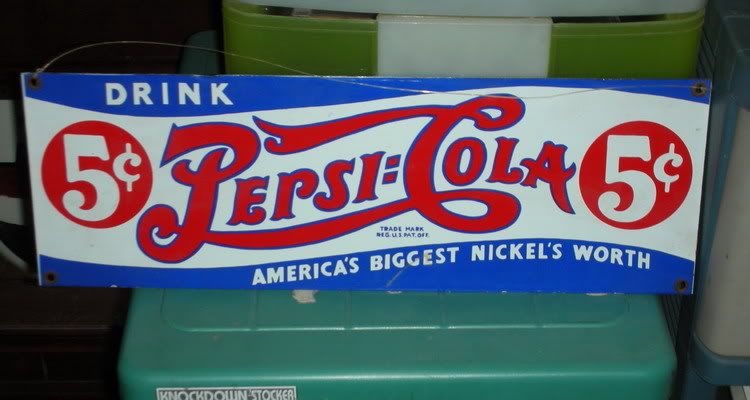 DRINK
5¢ PEPSI=COLA 5¢
TRADE MARK
REG. U.S. PAT. OFF.
AMERICA'S BIGGEST NICKEL'S WORTH
KNOCKDOWN STOCKER